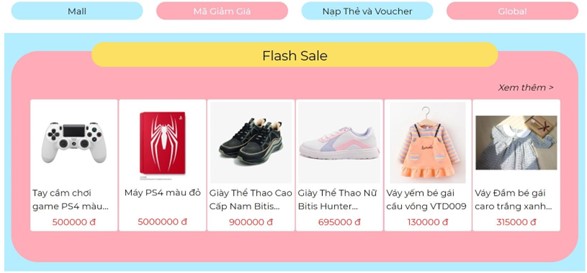 Mall
Mã Giảm Giá
Nạp Thẻ và Voucher
Global
Flash Sale
Xem thêm >
Tay cầm chơi
game PS4 màu...
500000 đ
Máy PS4 màu đỏ
5000000 đ
Giày Thể Thao Cao
Cấp Nam Bitis...
900000 đ
Giày Thể Thao Nữ
Bitis Hunter...
695000 đ
Váy yếm bé gái
cầu vồng VTD009
130000 đ
Váy Đầm bé gái
caro trắng xanh...
315000 đ